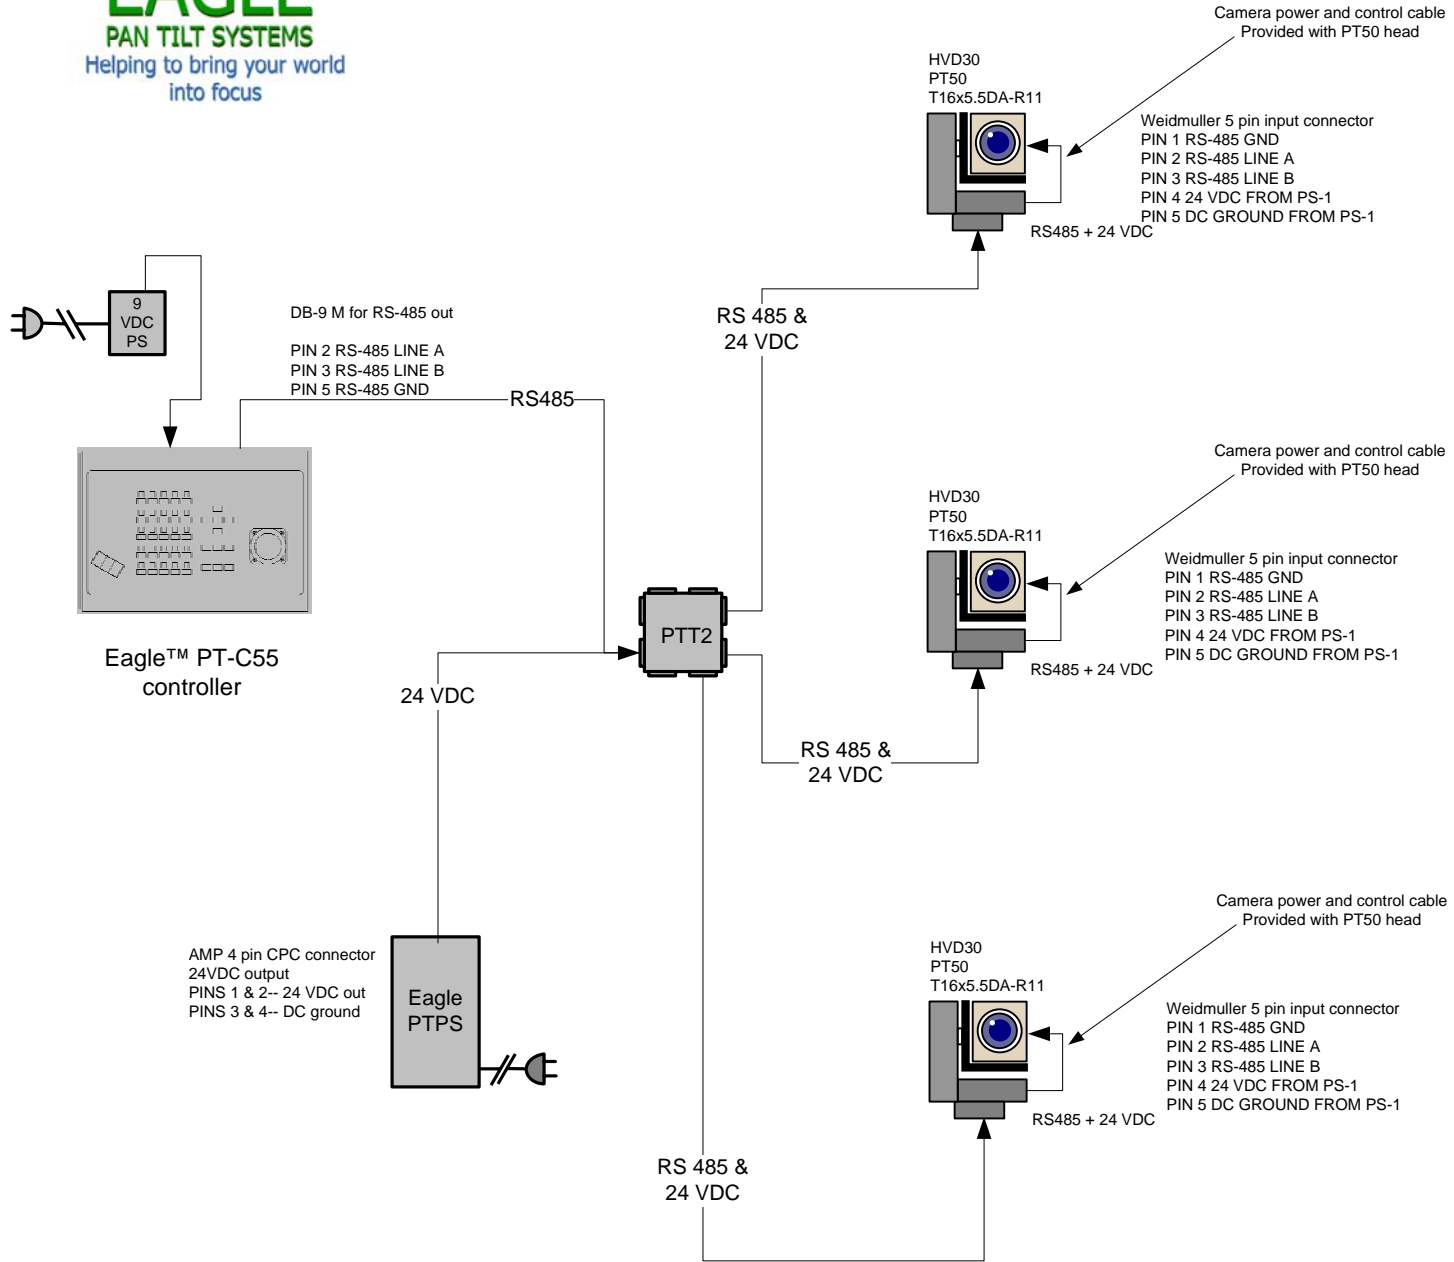 EAGLE
PAN TILT SYSTEMS
Helping to bring your world
into focus
Camera power and control cable
Provided with PT50 head
HVD30
PT50
T16x5.5DA-R11
Weidmuller 5 pin input connector
PIN 1 RS-485 GND
PIN 2 RS-485 LINE A
PIN 3 RS-485 LINE B
PIN 4 24 VDC FROM PS-1
PIN 5 DC GROUND FROM PS-1
RS485 + 24 VDC
9
VDC
PS
DB-9 M for RS-485 out
PIN 2 RS-485 LINE A
PIN 3 RS-485 LINE B
PIN 5 RS-485 GND
RS485
RS 485 &
24 VDC
Eagle™ PT-C55
controller
Camera power and control cable
Provided with PT50 head
HVD30
PT50
T16x5.5DA-R11
Weidmuller 5 pin input connector
PIN 1 RS-485 GND
PIN 2 RS-485 LINE A
PIN 3 RS-485 LINE B
PIN 4 24 VDC FROM PS-1
PIN 5 DC GROUND FROM PS-1
RS485 + 24 VDC
PTT2
24 VDC
RS 485 &
24 VDC
AMP 4 pin CPC connector
24VDC output
PINS 1 & 2-- 24 VDC out
PINS 3 & 4-- DC ground
Eagle
PTPS
Camera power and control cable
Provided with PT50 head
HVD30
PT50
T16x5.5DA-R11
Weidmuller 5 pin input connector
PIN 1 RS-485 GND
PIN 2 RS-485 LINE A
PIN 3 RS-485 LINE B
PIN 4 24 VDC FROM PS-1
PIN 5 DC GROUND FROM PS-1
RS485 + 24 VDC
RS 485 &
24 VDC